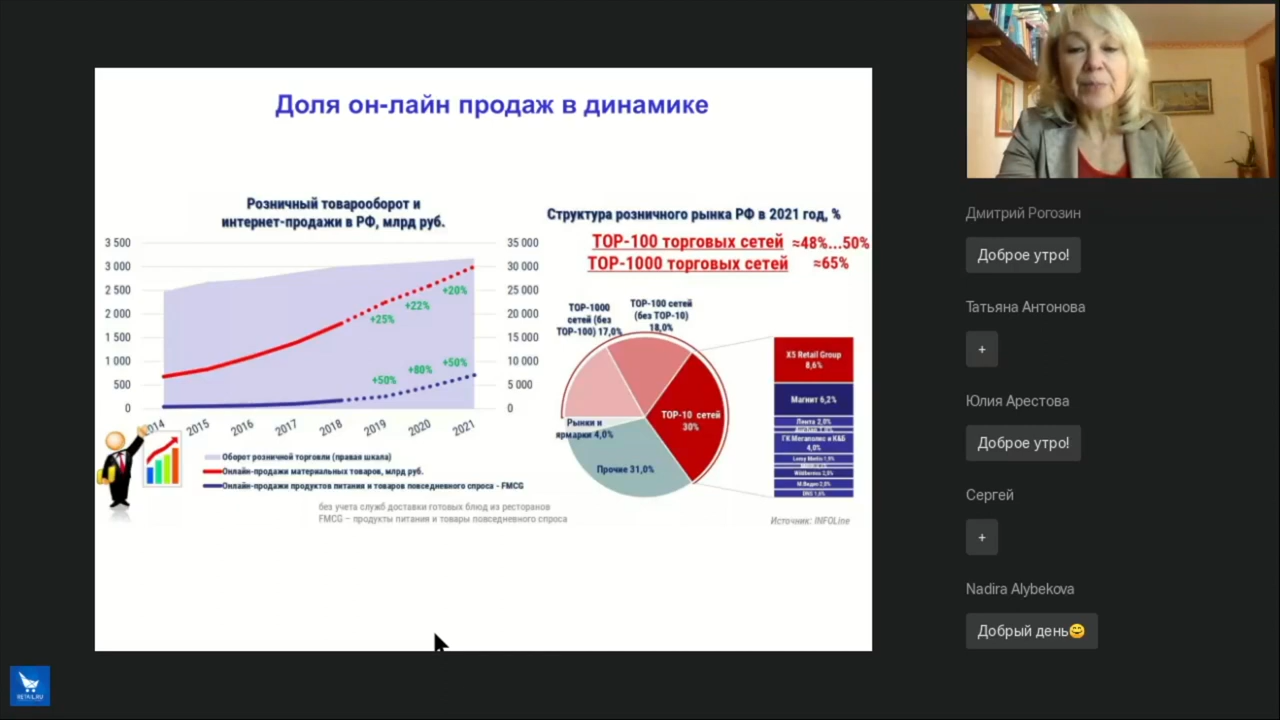 Доля он-лайн продаж в динамике
Розничный товарооборот и
интернет-продажи в РФ, млрд руб.
3 500
3 000
2 500
2 000
1 500
1 000
500
0
35 000
30 000
25 000
20 000
15 000
10 000
5 000
0
+25%
+22%
+20%
+50%
+80%
+50%
2015
2016
2017
2018
2019
2020
2021
Оборот розничной торговли (правая шкала)
Онлайн-продажи материальных товаров, млрд руб.
Онлайн-продажи продуктов питания и товаров повседневного спроса - FMCG
без учета служб доставки готовых блюд из ресторанов
FMCG – продукты питания и товары повседневного спроса
Структура розничного рынка РФ в 2021 год, %
TOP-100 торговых сетей ≈48%...50%
TOP-1000 торговых сетей ≈65%
TOP-1000
сетей (без
TOP-100) 17,0%
TOP-100 сетей
(без TOP-10)
18,0%
TOP-10 сетей
30%
Рынки и
ярмарки 4,0%
Прочие 31,0%
X5 Retail Group
8,6%
Магнит 6,2%
Лента 2,0%
ГК Мегаполис и К&Б
4,0%
Источник: INFOLine
RETAIL.RU
Дмитрий Рогозин
Доброе утро!
Татьяна Антонова
+
Юлия Арестова
Доброе утро!
Сергей
+
Nadira Alybekova
Добрый день😊